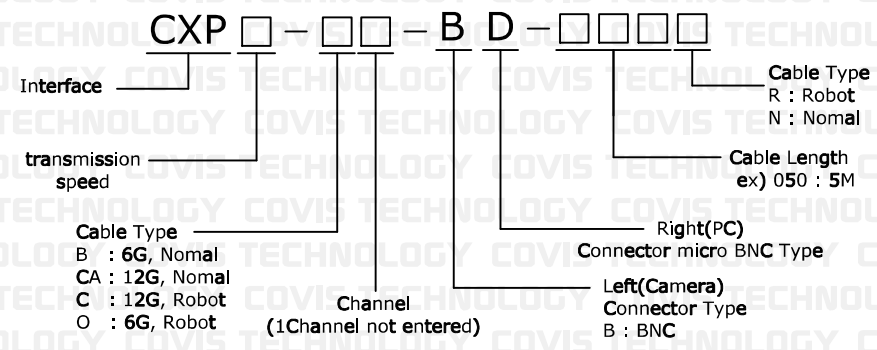 CXP□-□□-BD-□□□□
Interface
Cable Type
R : Robot
N : Nomal
transmission
speed
Cable Length
ex) 050 : 5M
Cable Type
B : 6G, Nomal
CA : 12G, Nomal
C : 12G, Robot
O : 6G, Robot
Channel
(1Channel not entered)
Right(PC)
Connector micro BNC Type
Left(Camera)
Connector Type
B : BNC
COVIS TECHNOLOGY